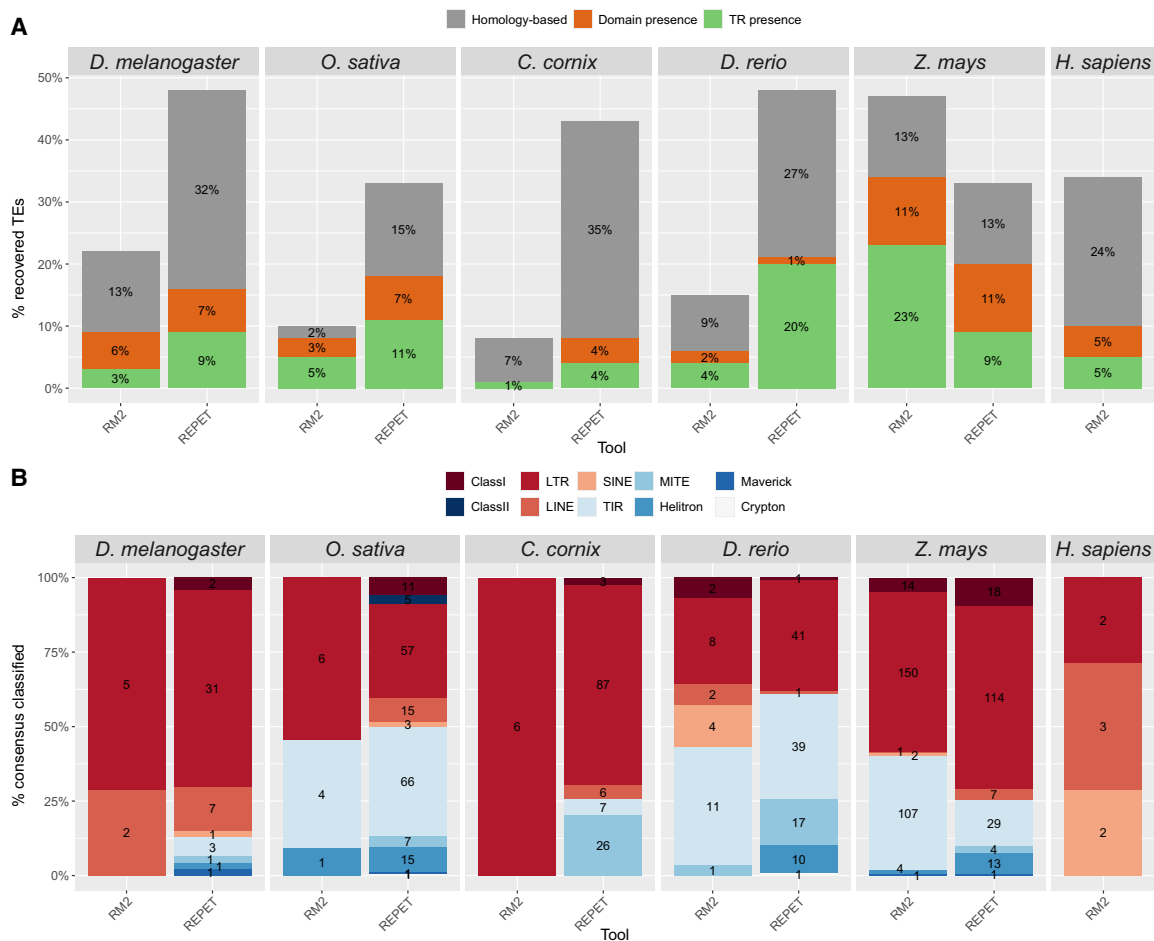 A
Homology-based Domain presence TR presence
D. melanogaster O. sativa C. cornix D. rerio Z. mays H. sapiens
% recovered TEs
50%
40%
30%
20%
10%
0%
13% 6% 3%
32% 7% 9%
2% 3% 5%
15% 7% 11%
7% 1%
35% 4% 4%
9% 2% 4%
27% 1% 20%
13% 11% 23%
13% 11% 9%
24% 5% 5%
RM2 REPET RM2 REPET RM2 REPET RM2 REPET RM2 REPET RM2
Tool
B
ClassI LTR SINE MITE Maverick
ClassII LINE TIR Helitron Crypton
D. melanogaster O. sativa C. cornix D. rerio Z. mays H. sapiens
% consensus classified
100%
75%
50%
25%
0%
5 2
2 31 7 1 3 1 1 1
6 4 1
11 5 57 15 3 66 7 15 1
6
3 87 6 7 26
2 8 2 4 11 1
1 41 1 39 17 10 1
14 150 1 2 107 4 1
18 114 7 29 4 13 1
2 3 2
RM2 REPET RM2 REPET RM2 REPET RM2 REPET RM2 REPET RM2
Tool